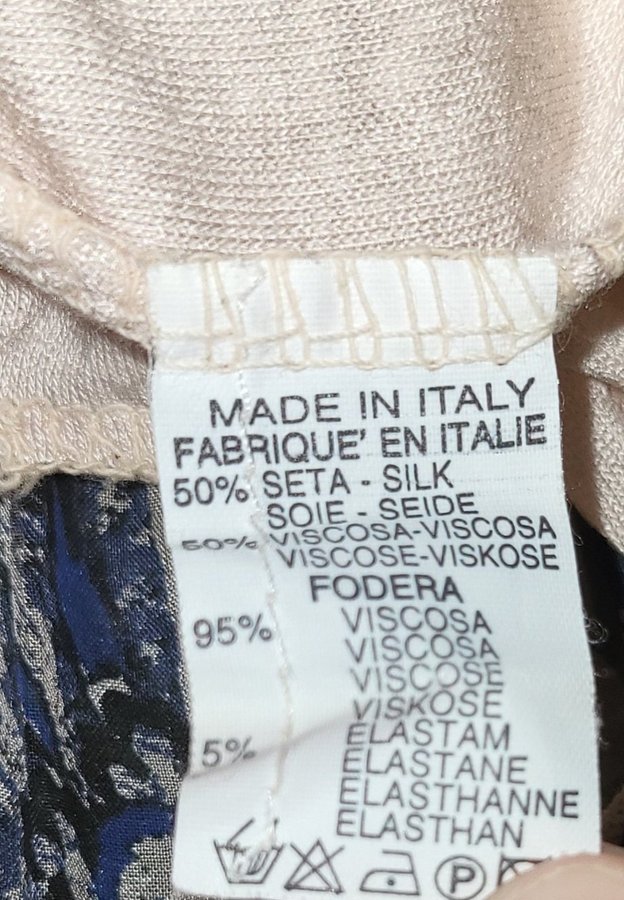 MADE IN ITALY
FABRIQUE' EN ITALIE
50% SETA - SILK
SOIE - SEIDE
50% VISCOSA-VISCOSA
VISCOSE-VISKOSE
FODERA
95% VISCOSA
VISCOSA
VISCOSE
VISKOSE
5% ELASTAM
ELASTANE
ELASTHANNE
ELASTHAN
P